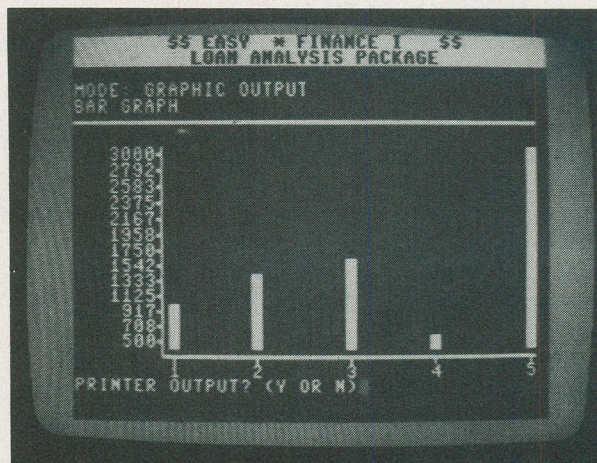 $$ EASY * FINANCE I $$
LOAN ANALYSIS PACKAGE
MODE: GRAPHIC OUTPUT
BAR GRAPH
3000
2792
2583
2375
2167
1958
1750
1542
1333
1125
917
708
500
1 2 3 4 5
PRINTER OUTPUT? (Y OR N)